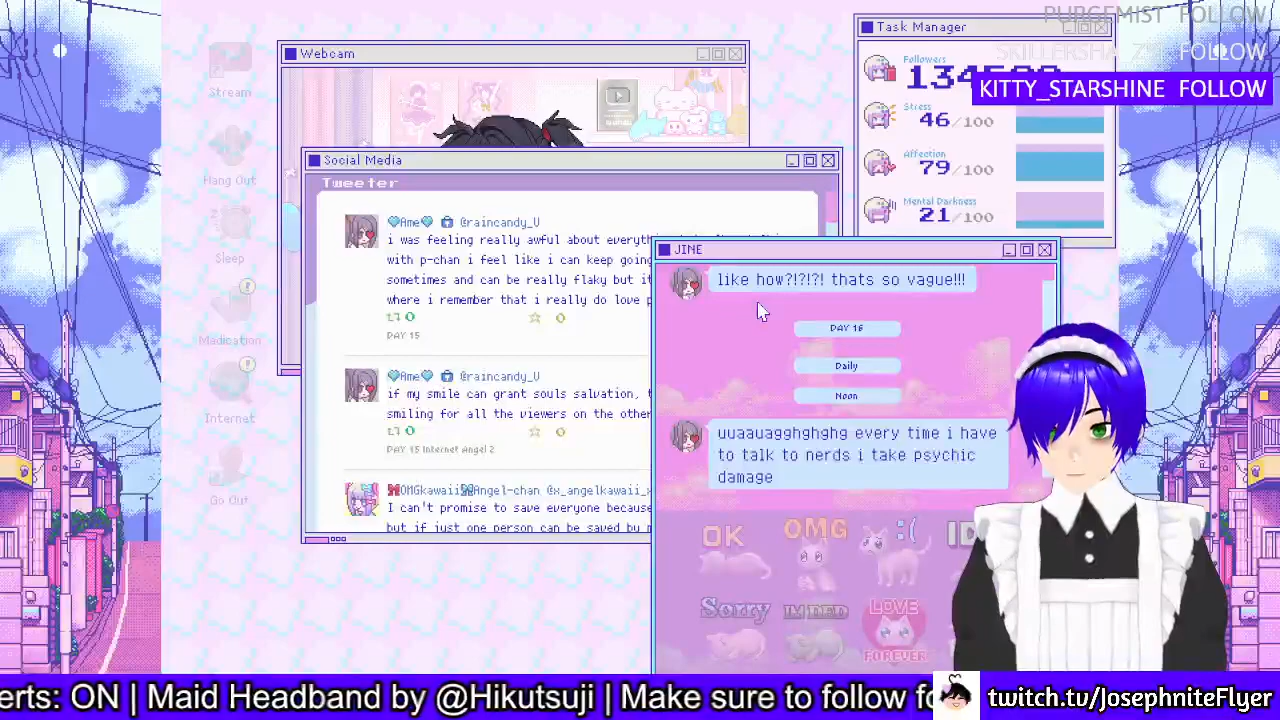 PURGEMIST FOLLOW
FOLLOW
KITTY_STARSHINE FOLLOW
Stream
Hang Out
Sleep
Medication
Internet
Go Out
Webcam
Social Media
Tweeter
Ame @raincandy_U
i was feeling really awful about
with p-chan i feel like i can keep going
sometimes and can be really flaky but
where i remember that i really do love
DAY 15
Ame @raincandy_U
if my smile can grant souls salvation,
smiling for all the viewers on the other
DAY 15 Internet Angel 2
OMGkawaiiAngel-chan @x_angelkawaii_x
I can't promise to save everyone because
but if just one person can be saved by
Task Manager
Followers
Stress
46/100
Affection
79/100
Mental Darkness
21/100
JINE
like how?!?!?! thats so vague!!!
DAY 16
Daily
Noon
uuaauagghghghg every time i have
to talk to nerds i take psychic
damage
OK
OMG
:(
Sorry
IM DED
LOVE
FOREVER
erts: ON | Maid Headband by @Hikutsuji | Make sure to follow
twitch.tv/JosephniteFlyer